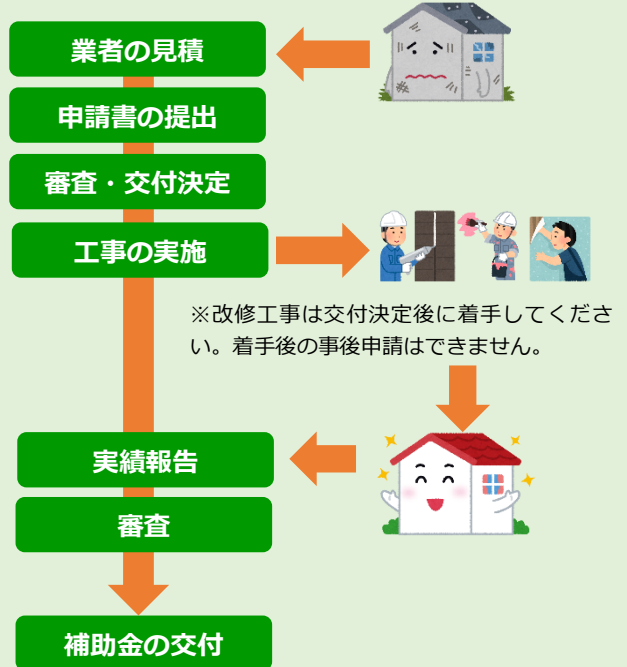 業者の見積
申請書の提出
審査・交付決定
工事の実施
※改修工事は交付決定後に着手してくださ
い。着手後の事後申請はできません。
実績報告
審査
補助金の交付